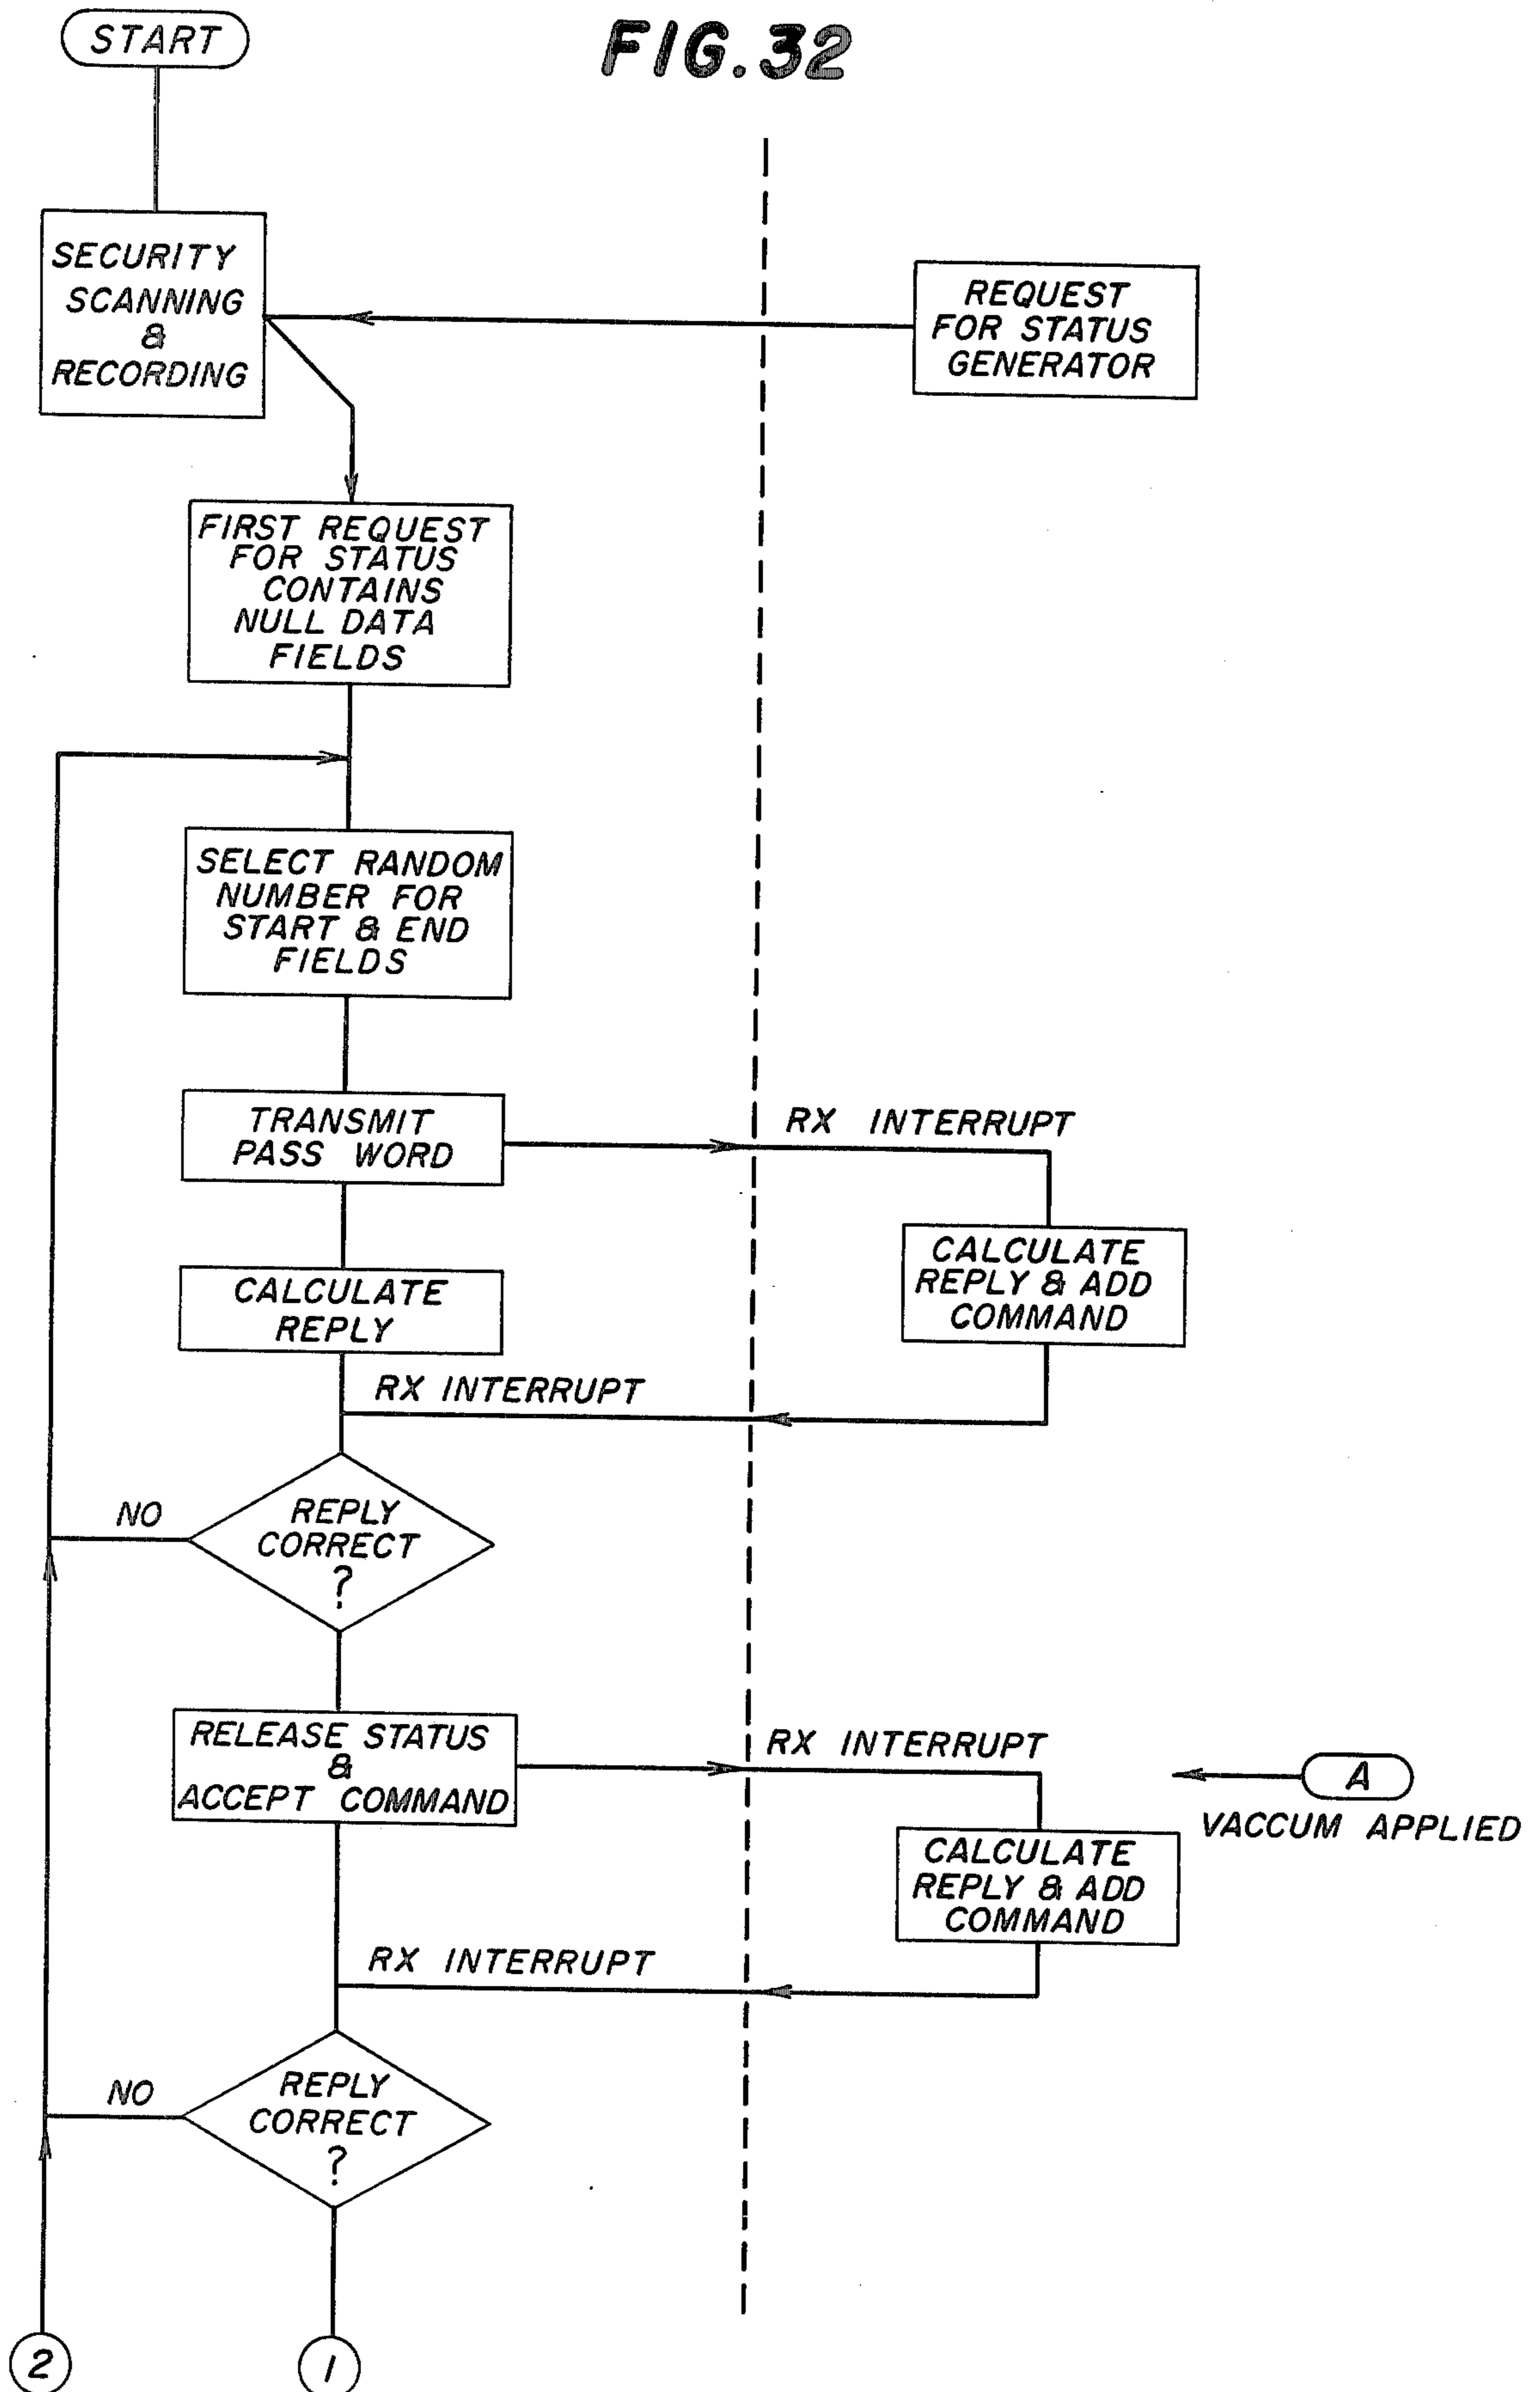 FIG. 32
START
SECURITY
SCANNING
&
RECORDING
REQUEST
FOR STATUS
GENERATOR
FIRST REQUEST
FOR STATUS
CONTAINS
NULL DATA
FIELDS
SELECT RANDOM
NUMBER FOR
START & END
FIELDS
TRANSMIT
PASS WORD
RX INTERRUPT
CALCULATE
REPLY & ADD
COMMAND
CALCULATE
REPLY
RX INTERRUPT
REPLY
CORRECT
?
NO
RELEASE STATUS
&
ACCEPT COMMAND
RX INTERRUPT
A
VACCUM APPLIED
CALCULATE
REPLY & ADD
COMMAND
RX INTERRUPT
REPLY
CORRECT
?
NO
2
1